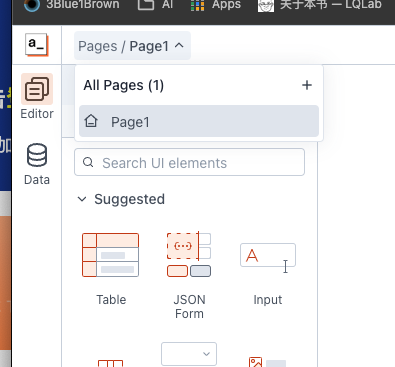 3Blue1Brown AI Apps 关于本书 — LQLab
a_ Pages / Page1
All Pages (1) +
Editor
Page1
加
Search UI elements
Data
Suggested
A
Table JSON Form Input